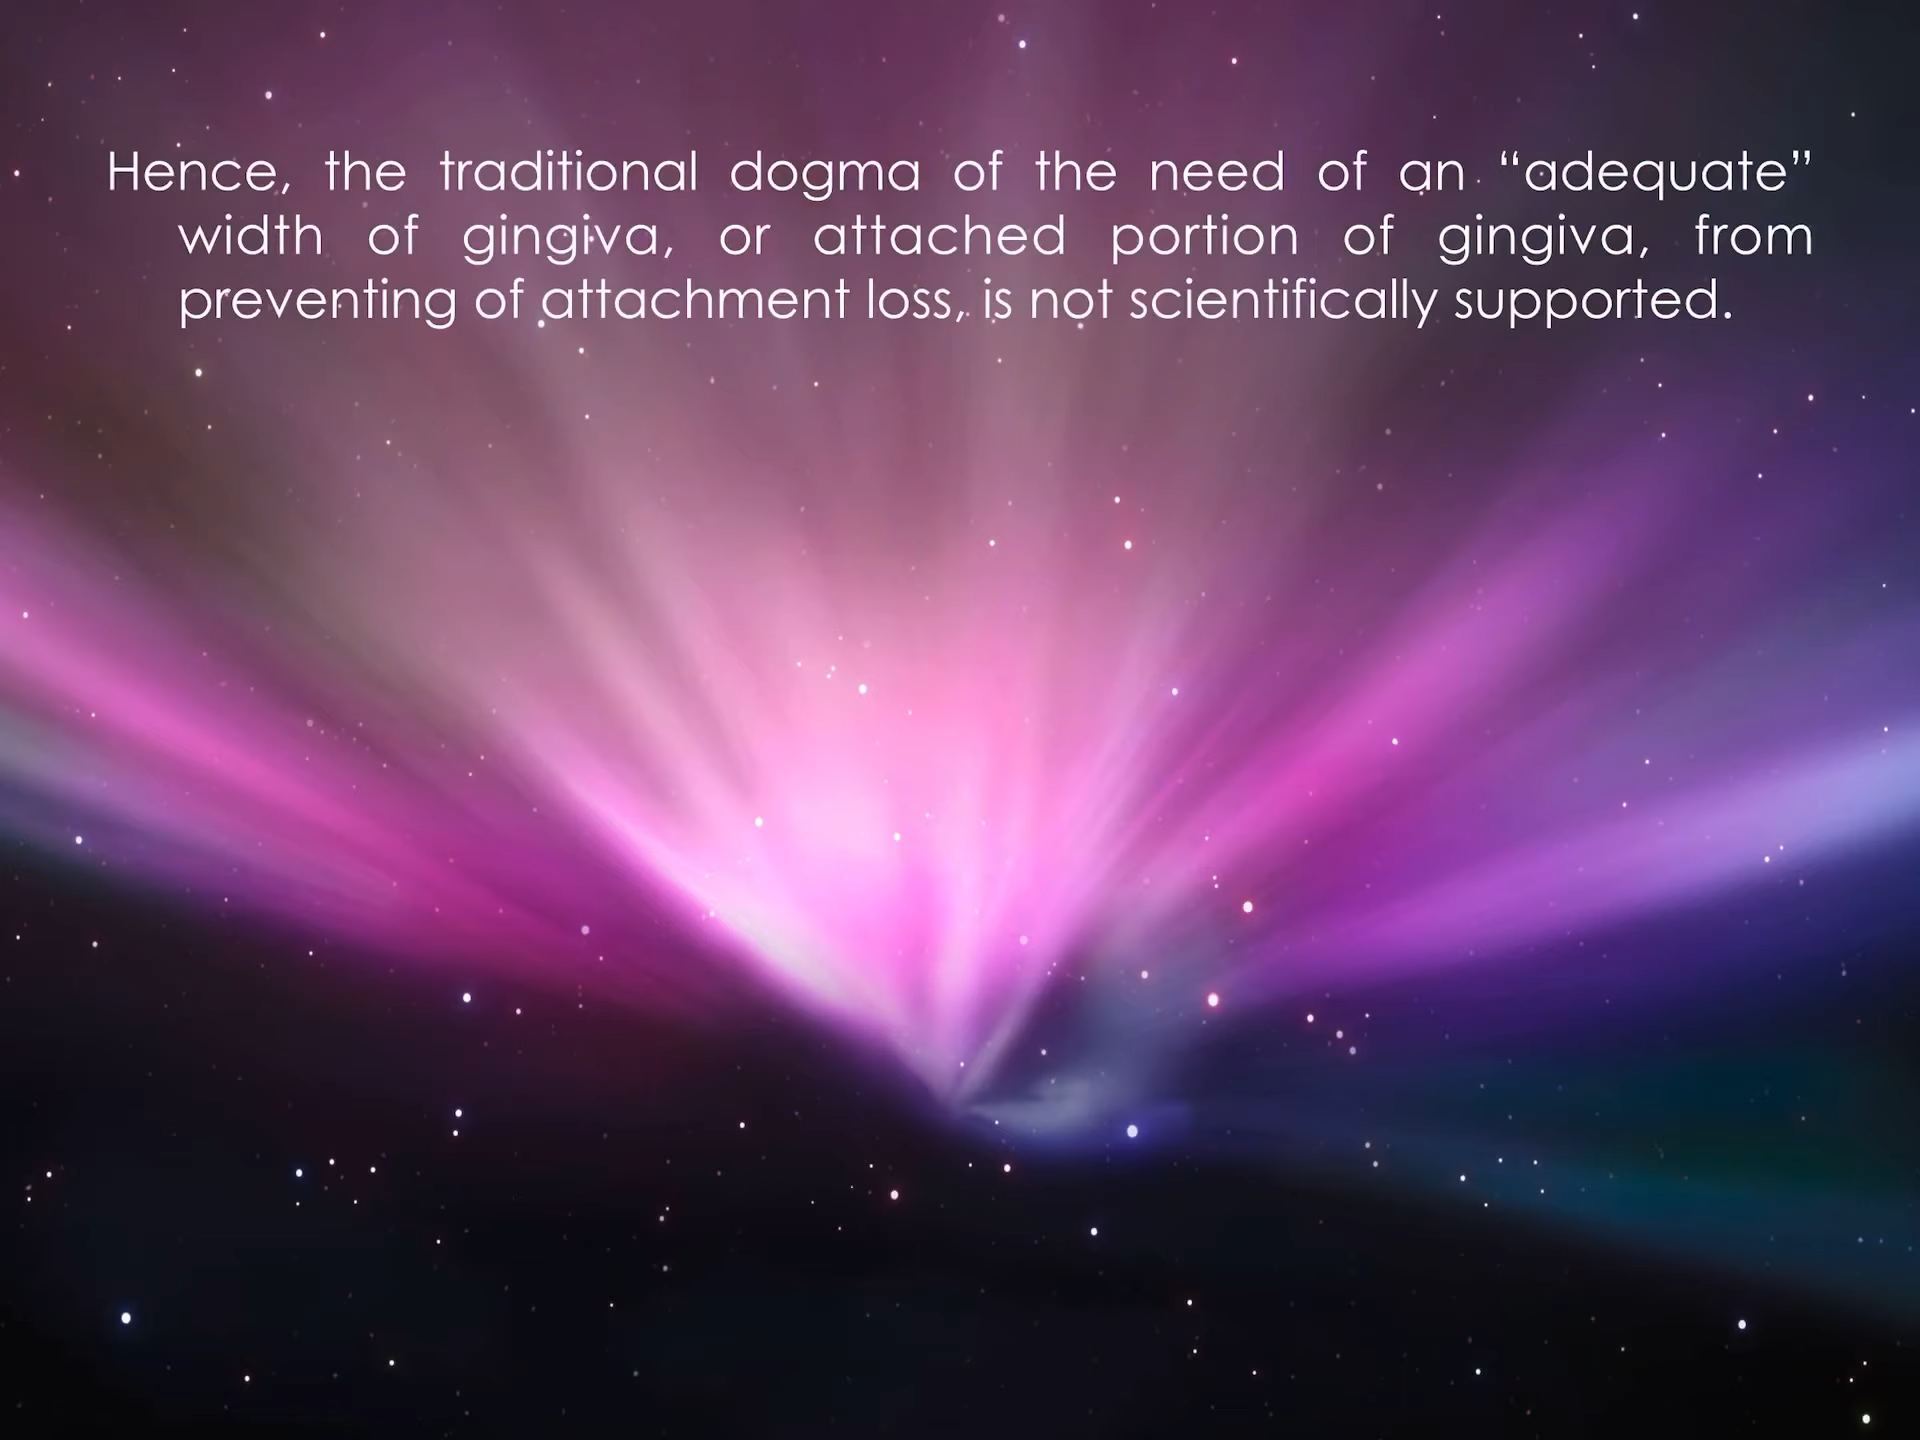 Hence, the traditional dogma of the need of an “adequate”
width of gingiva, or attached portion of gingiva, from
preventing of attachment loss, is not scientifically supported.